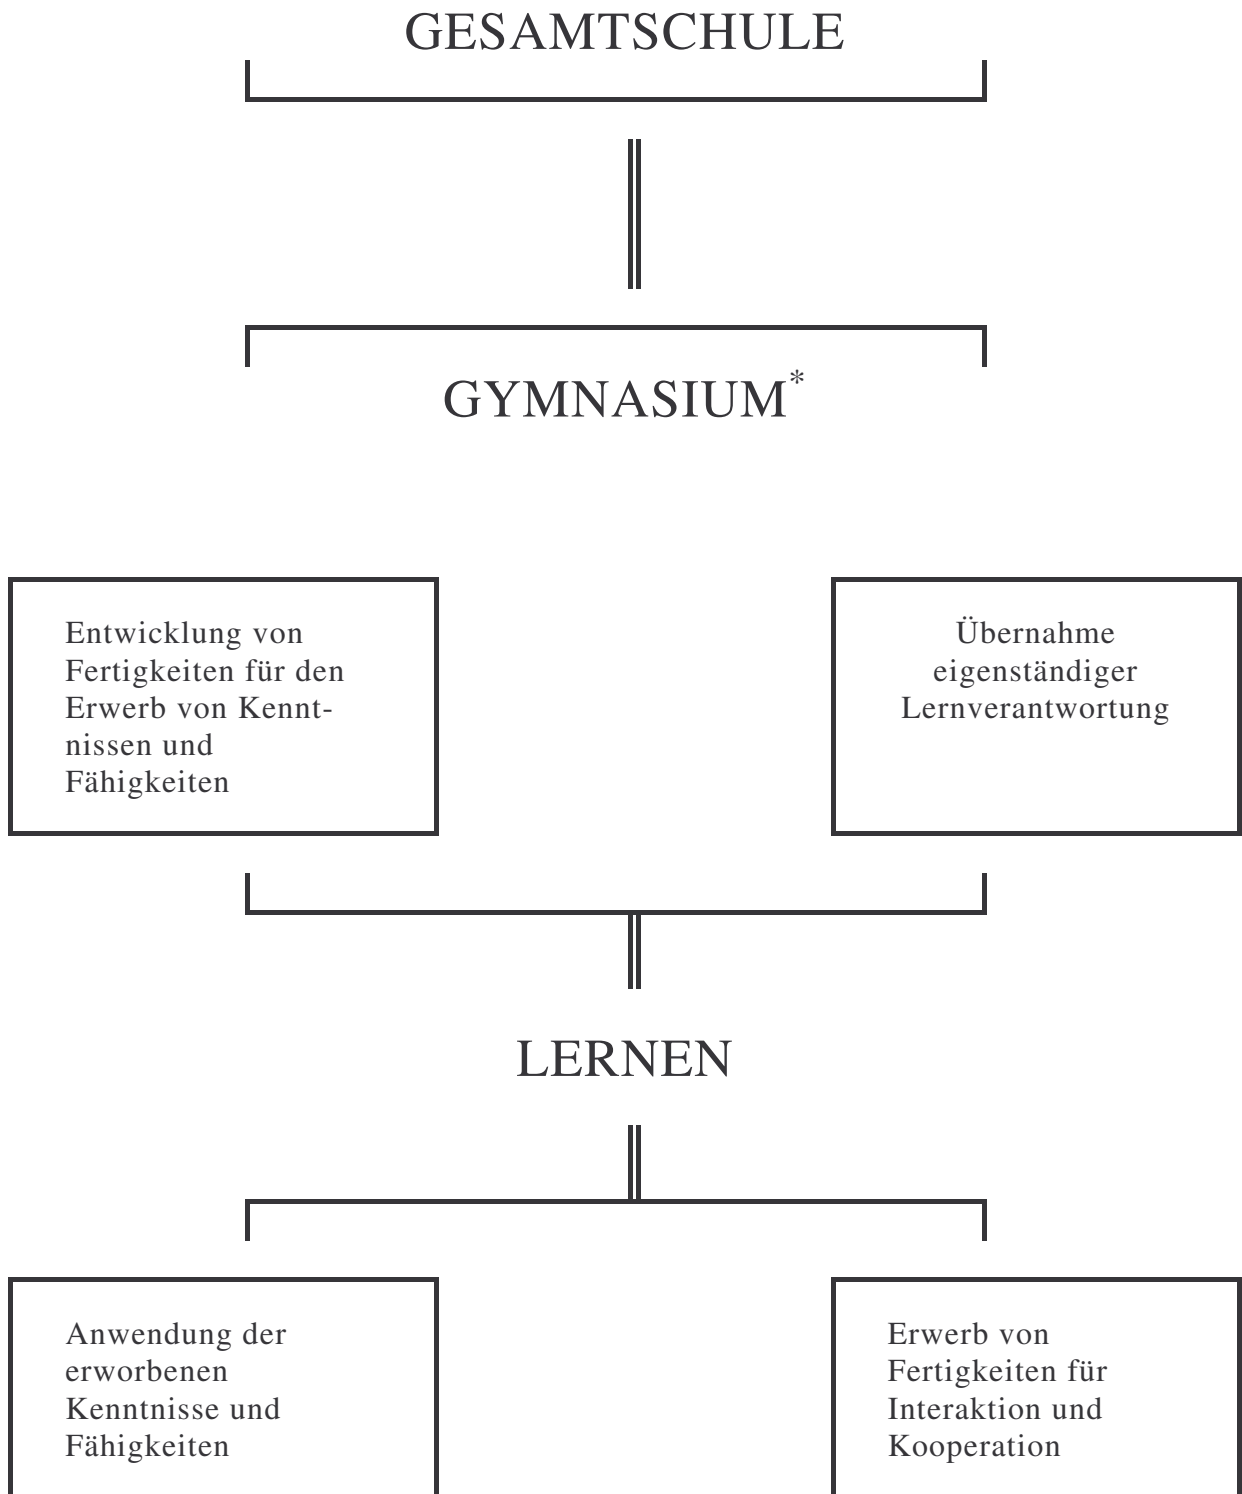 GESAMTSCHULE
GYMNASIUM*
Entwicklung von
Fertigkeiten für den
Erwerb von Kennt-
nissen und
Fähigkeiten
Übernahme
eigenständiger
Lernverantwortung
LERNEN
Anwendung der
erworbenen
Kenntnisse und
Fähigkeiten
Erwerb von
Fertigkeiten für
Interaktion und
Kooperation